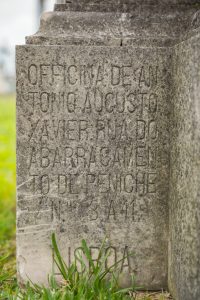 OFFICINA DE AN
TONIO AUGUSTO
XAVIER RUA DO
ABARRACAMEN
TO DE PENICHE
LISBOA